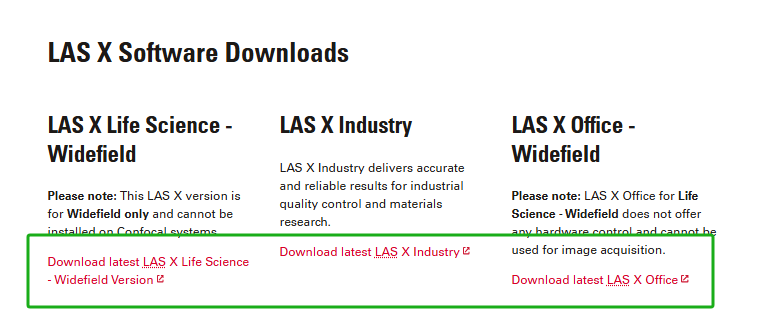 LAS X Software Downloads
LAS X Life Science -
Widefield
Please note: This LAS X version is
for Widefield only and cannot be
installed on Confocal systems.
Download latest LAS X Life Science
- Widefield Version
LAS X Industry
LAS X Industry delivers accurate
and reliable results for industrial
quality control and materials
research.
Download latest LAS X Industry
LAS X Office -
Widefield
Please note: LAS X Office for Life
Science - Widefield does not offer
any hardware control and cannot be
used for image acquisition.
Download latest LAS X Office